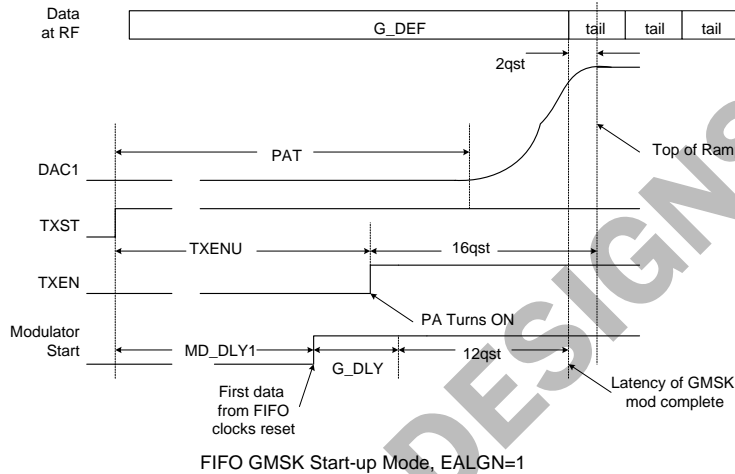 Data
at RF
G_DEF
tail
tail
tail
2qst
PAT
Top of Ram
DAC1
TXST
TXENU
16qst
TXEN
PA Turns ON
Modulator
Start
MD_DLY1
G_DLY
12qst
First data
from FIFO
clocks reset
Latency of GMSK
mod complete
DESIGNS
FIFO GMSK Start-up Mode, EALGN=1